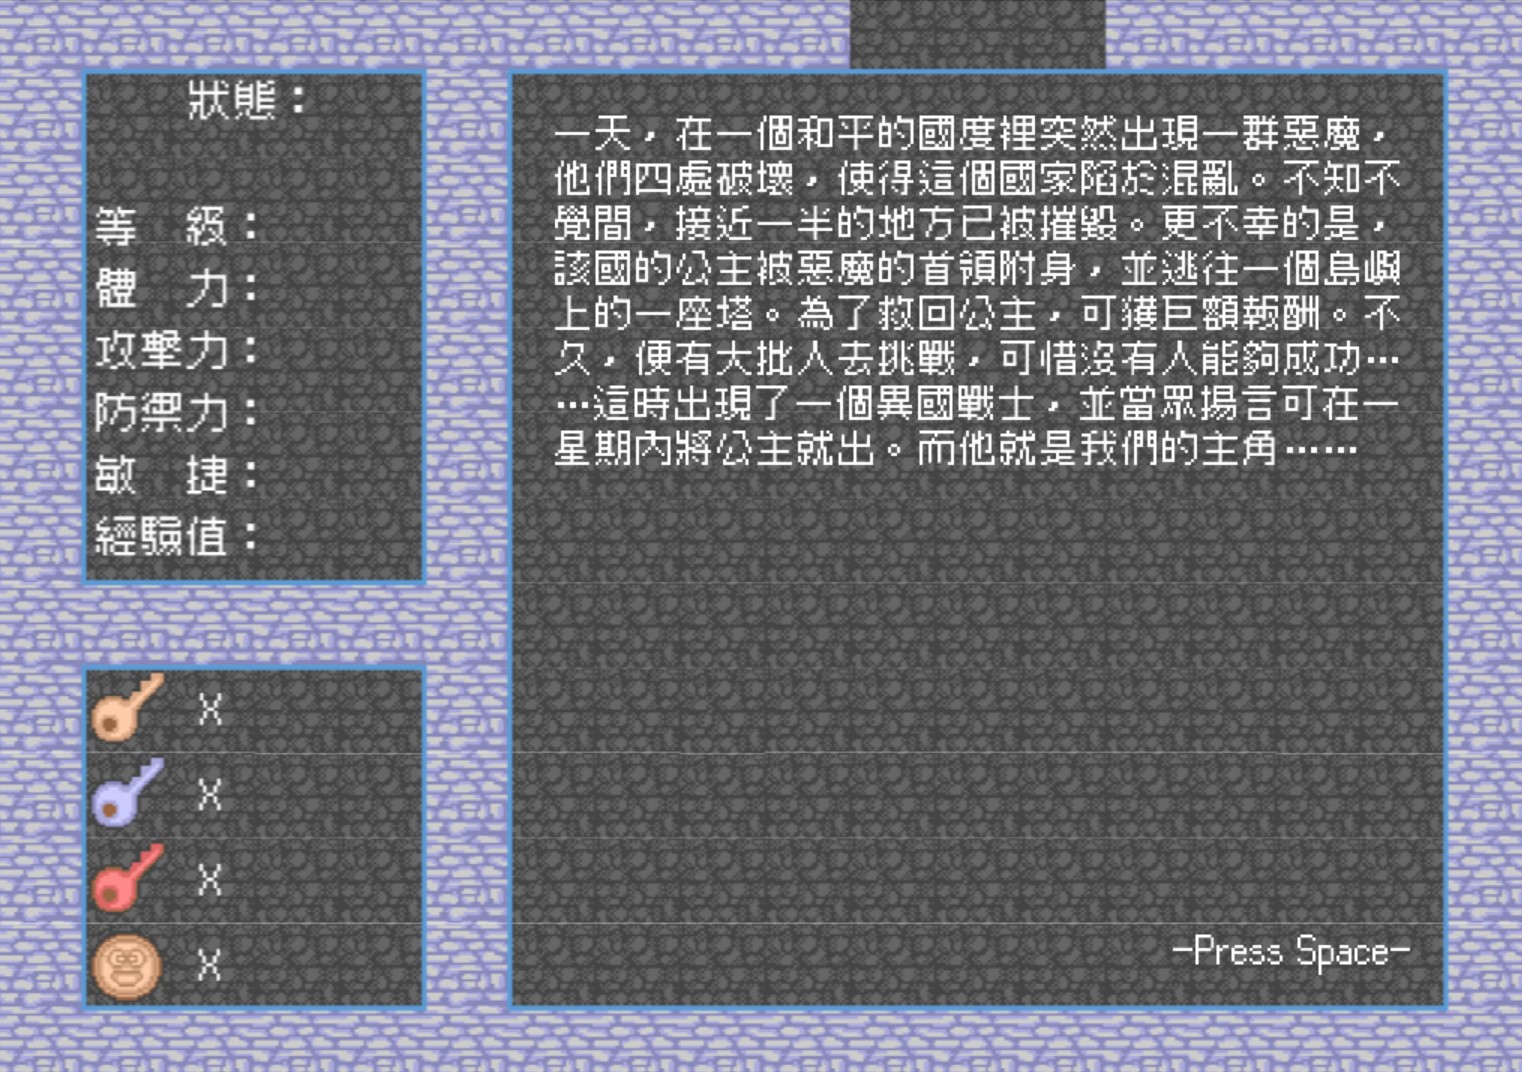 狀態：
等　級：
體　力：
攻擊力：
防禦力：
敏　捷：
經驗值：
X
X
X
X
一天，在一個和平的國度裡突然出現一群惡魔，
他們四處破壞，使得這個國家陷於混亂。不知不
覺間，接近一半的地方已被摧毀。更不幸的是，
該國的公主被惡魔的首領附身，並逃往一個島嶼
上的一座塔。為了救回公主，可獲巨額報酬。不
久，便有大批人去挑戰，可惜沒有人能夠成功…
…這時出現了一個異國戰士，並當眾揚言可在一
星期內將公主就出。而他就是我們的主角……
-Press Space-